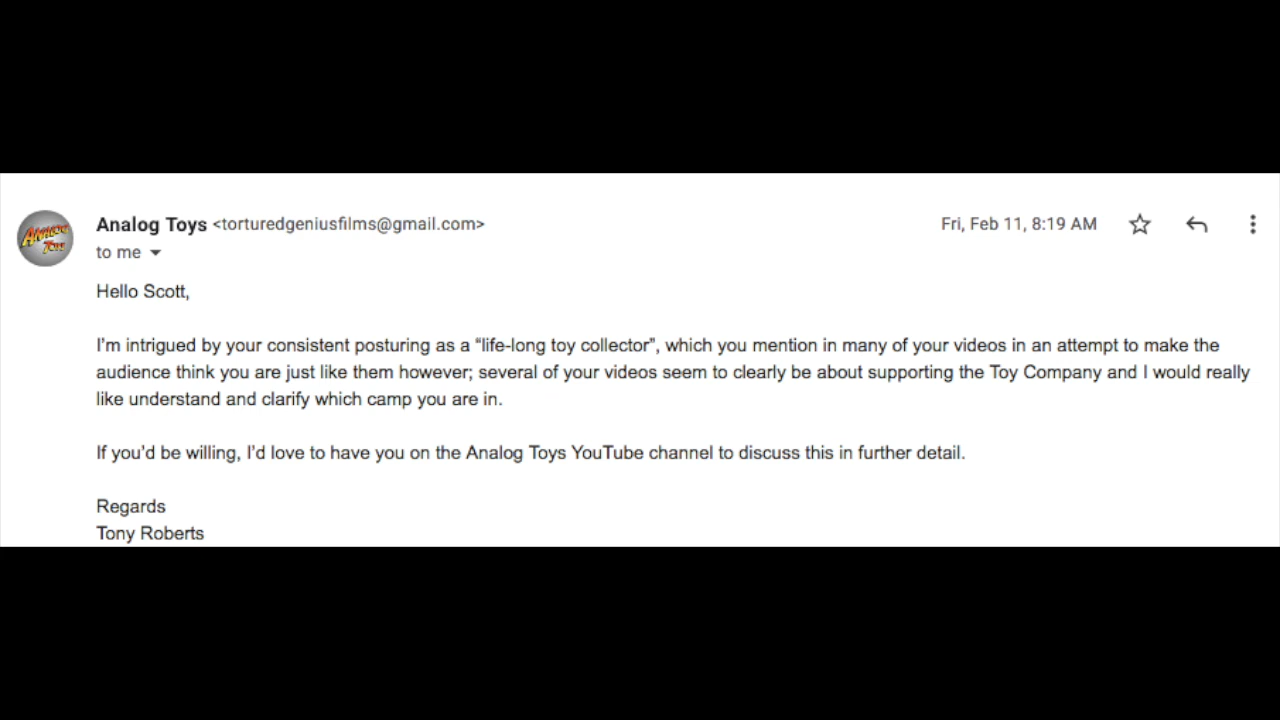 Analog Toys <torturedgeniusfilms@gmail.com> Fri, Feb 11, 8:19 AM
Analog Toys
to me
Hello Scott,
I'm intrigued by your consistent posturing as a “life-long toy collector”, which you mention in many of your videos in an attempt to make the
audience think you are just like them however; several of your videos seem to clearly be about supporting the Toy Company and I would really
like understand and clarify which camp you are in.
If you'd be willing, I'd love to have you on the Analog Toys YouTube channel to discuss this in further detail.
Regards
Tony Roberts